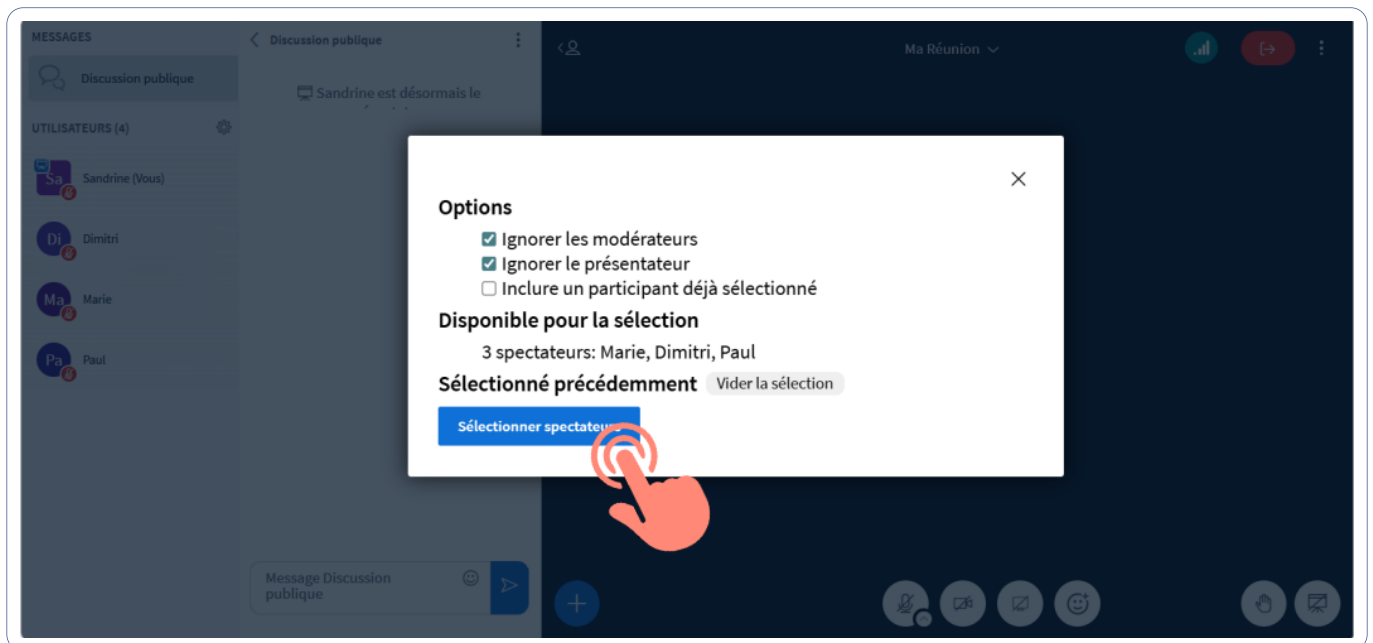 MESSAGES
Discussion publique
UTILISATEURS (4)
Sa
Sandrine (Vous)
Di
Dimitri
Ma
Marie
Pa
Paul
Discussion publique
Sandrine est désormais le
Message Discussion
publique
Ma Réunion
Options
Ignorer les modérateurs
Ignorer le présentateur
Inclure un participant déjà sélectionné
Disponible pour la sélection
3 spectateurs: Marie, Dimitri, Paul
Sélectionné précédemment Vider la sélection
Sélectionner spectateurs